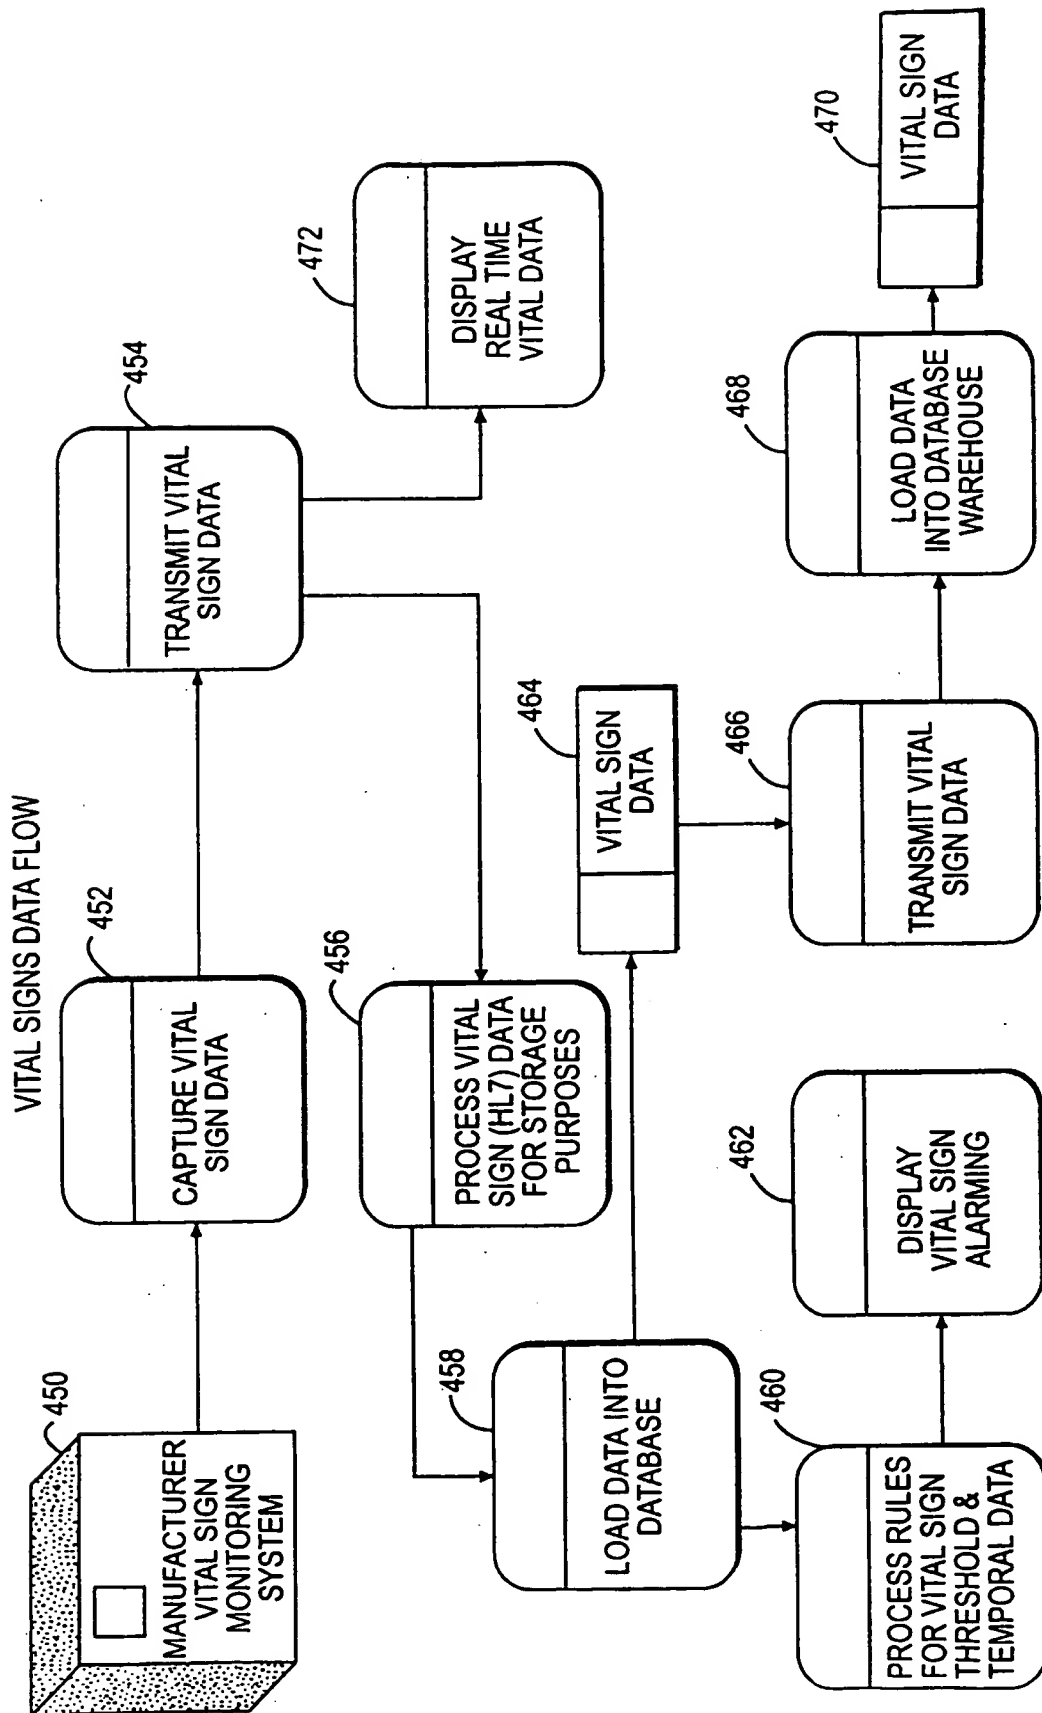 VITAL SIGNS DATA FLOW
450
MANUFACTURER
VITAL SIGN
MONITORING
SYSTEM
452
CAPTURE VITAL
SIGN DATA
454
TRANSMIT VITAL
SIGN DATA
472
DISPLAY
REAL TIME
VITAL DATA
456
PROCESS VITAL
SIGN (HL7) DATA
FOR STORAGE
PURPOSES
458
LOAD DATA INTO
DATABASE
464
VITAL SIGN
DATA
460
PROCESS RULES
FOR VITAL SIGN
THRESHOLD &
TEMPORAL DATA
462
DISPLAY
VITAL SIGN
ALARMING
466
TRANSMIT VITAL
SIGN DATA
468
LOAD DATA
INTO DATABASE
WAREHOUSE
470
VITAL SIGN
DATA